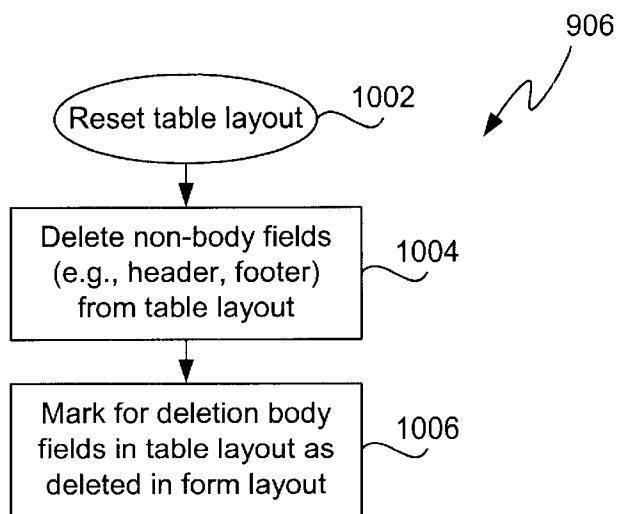 906
Reset table layout
1002
Delete non-body fields
(e.g., header, footer)
from table layout
1004
Mark for deletion body
fields in table layout as
deleted in form layout
1006